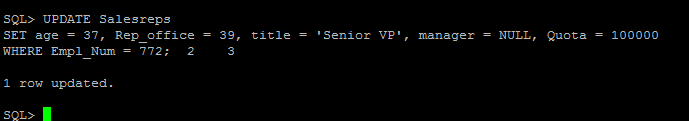 SQL> UPDATE Salesreps
SET age = 37, Rep_office = 39, title = 'Senior VP', manager = NULL, Quota = 100000
WHERE Empl_Num = 772;  2    3
1 row updated.
SQL>